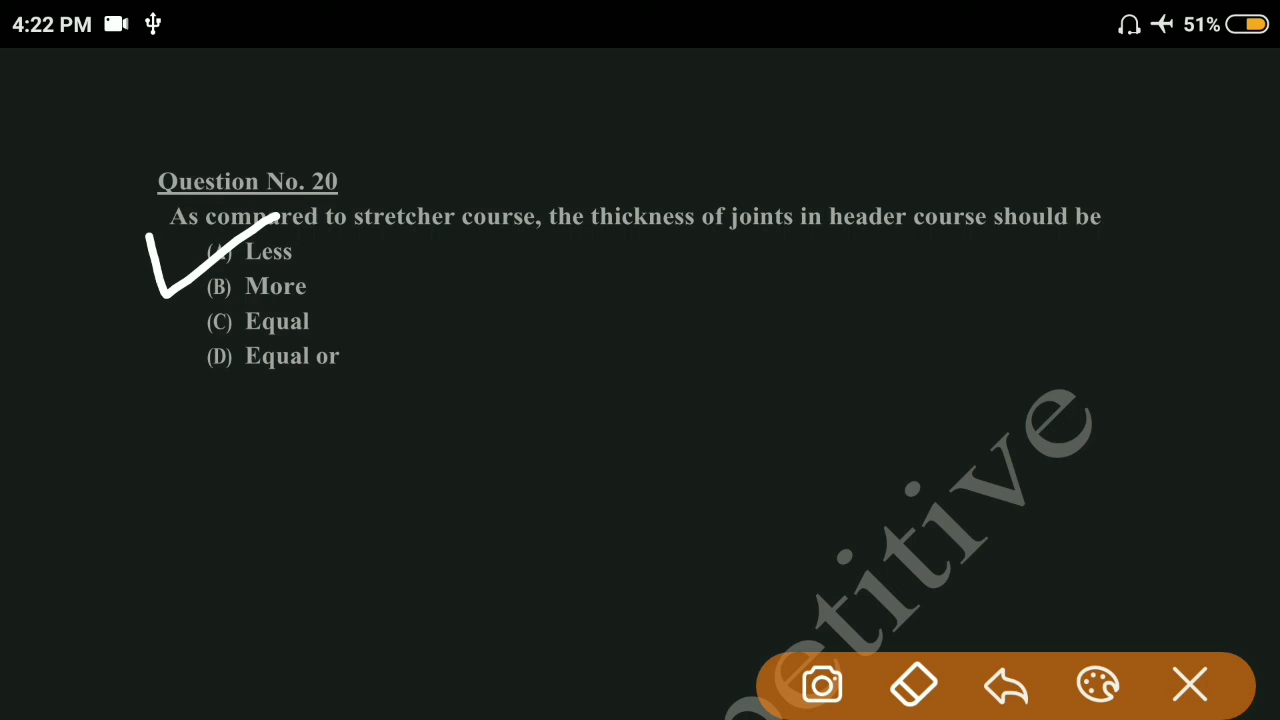 4:22 PM
51%
Question No. 20
As compared to stretcher course, the thickness of joints in header course should be
(A) Less
(B) More
(C) Equal
(D) Equal or
etitive